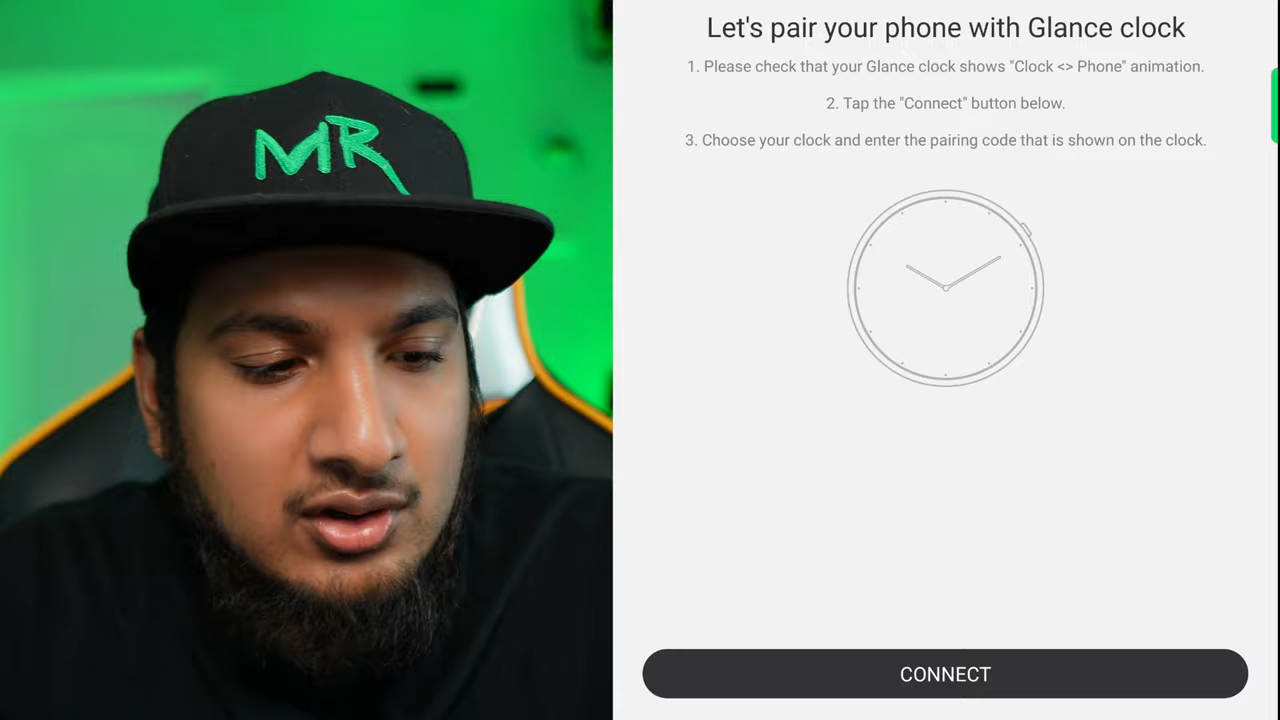 MR
Let's pair your phone with Glance clock
1. Please check that your Glance clock shows "Clock <> Phone" animation.
2. Tap the "Connect" button below.
3. Choose your clock and enter the pairing code that is shown on the clock.
CONNECT